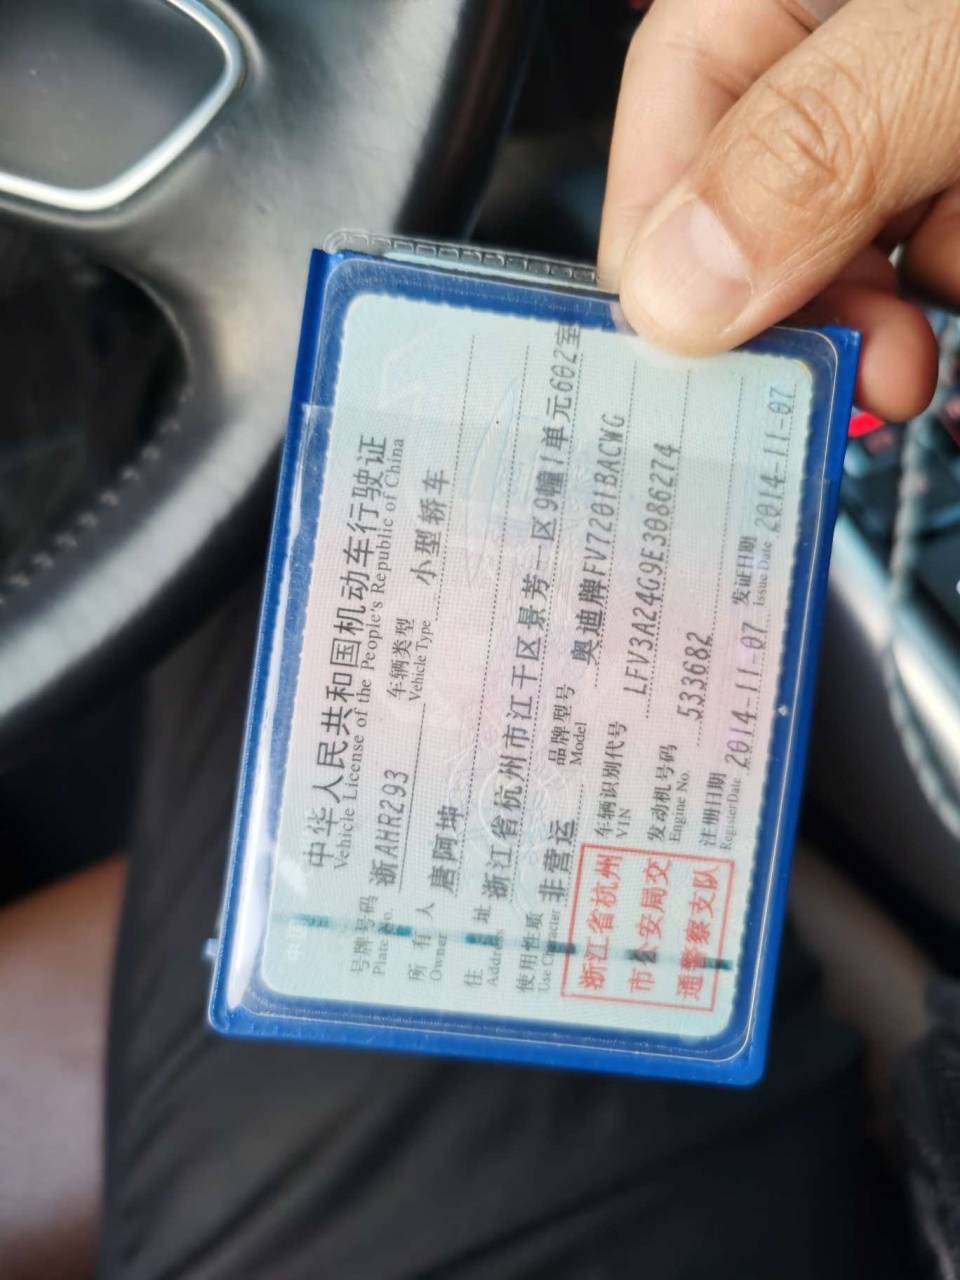 中华人民共和国机动车行驶证
Vehicle License of the People's Republic of China
号牌号码 浙AHR293 车辆类型 小型轿车
Plate No. Vehicle Type
所有人 唐阿坤
Owner
住址 浙江省杭州市江干区景芳一区9幢1单元602室
Address
使用性质 非营运 品牌型号 奥迪牌FV7201BACWG
Use Character Model
车辆识别代号 LFV3A24G9E3086274
VIN
发动机号码 533682
Engine No.
注册日期 2014-11-07 发证日期 2014-11-07
Register Date Issue Date
浙江省杭州
市公安局交
通警察支队